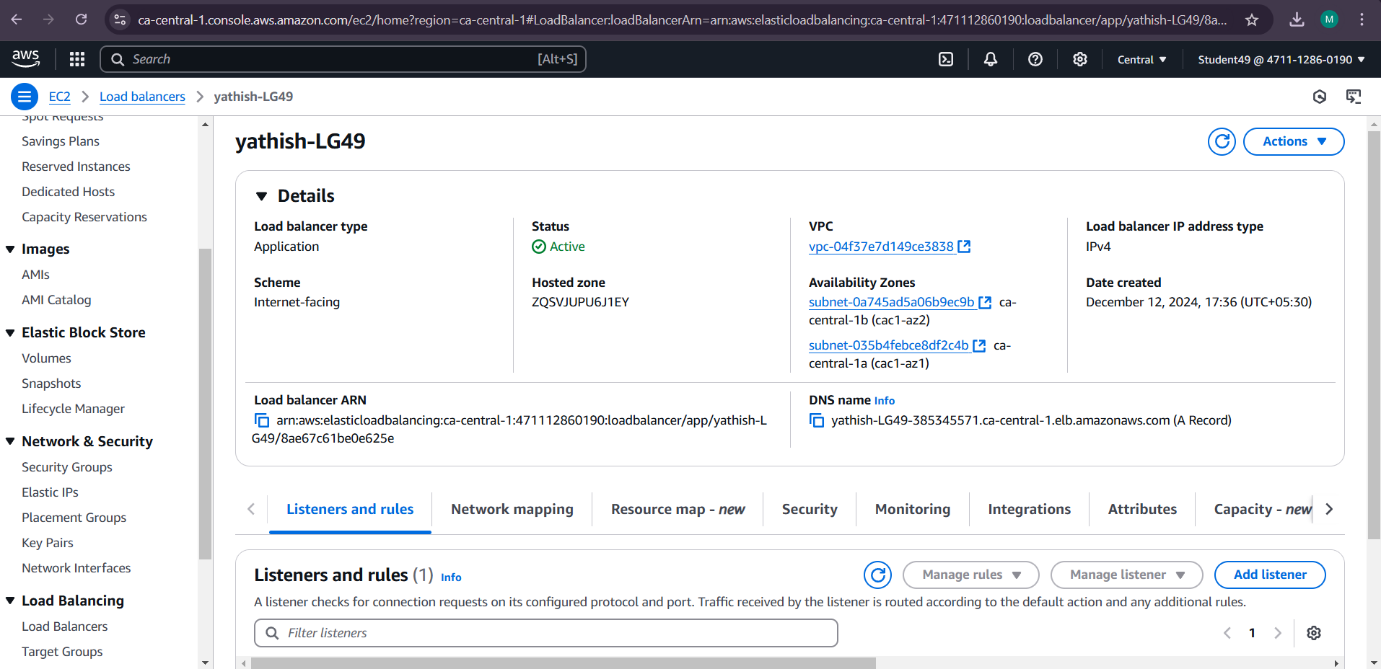 ca-central-1.console.aws.amazon.com/ec2/home?region=ca-central-1#LoadBalancer:loadBalancerArn=arn:aws:elasticloadbalancing:ca-central-1:471112860190:loadbalancer/app/yathish-LG49/8a...
M
aws
Search [Alt+S]
Central
Student49 @ 4711-1286-0190
EC2 > Load balancers > yathish-LG49
Spot Requests
Savings Plans
Reserved Instances
Dedicated Hosts
Capacity Reservations
Images
AMIs
AMI Catalog
Elastic Block Store
Volumes
Snapshots
Lifecycle Manager
Network & Security
Security Groups
Elastic IPs
Placement Groups
Key Pairs
Network Interfaces
Load Balancing
Load Balancers
Target Groups
yathish-LG49
Actions
Details
Load balancer type
Application
Status
Active
VPC
vpc-04f37e7d149ce3838
Load balancer IP address type
IPv4
Scheme
Internet-facing
Hosted zone
ZQSVJUPU6J1EY
Availability Zones
subnet-0a745ad5a06b9ec9b ca-
central-1b (cac1-az2)
subnet-035b4febce8df2c4b ca-
central-1a (cac1-az1)
Date created
December 12, 2024, 17:36 (UTC+05:30)
Load balancer ARN
arn:aws:elasticloadbalancing:ca-central-1:471112860190:loadbalancer/app/yathish-L
G49/8ae67c61be0e625e
DNS name Info
yathish-LG49-385345571.ca-central-1.elb.amazonaws.com (A Record)
Listeners and rules
Network mapping
Resource map - new
Security
Monitoring
Integrations
Attributes
Capacity - new
Listeners and rules (1) Info
Manage rules
Manage listener
Add listener
A listener checks for connection requests on its configured protocol and port. Traffic received by the listener is routed according to the default action and any additional rules.
Filter listeners
1